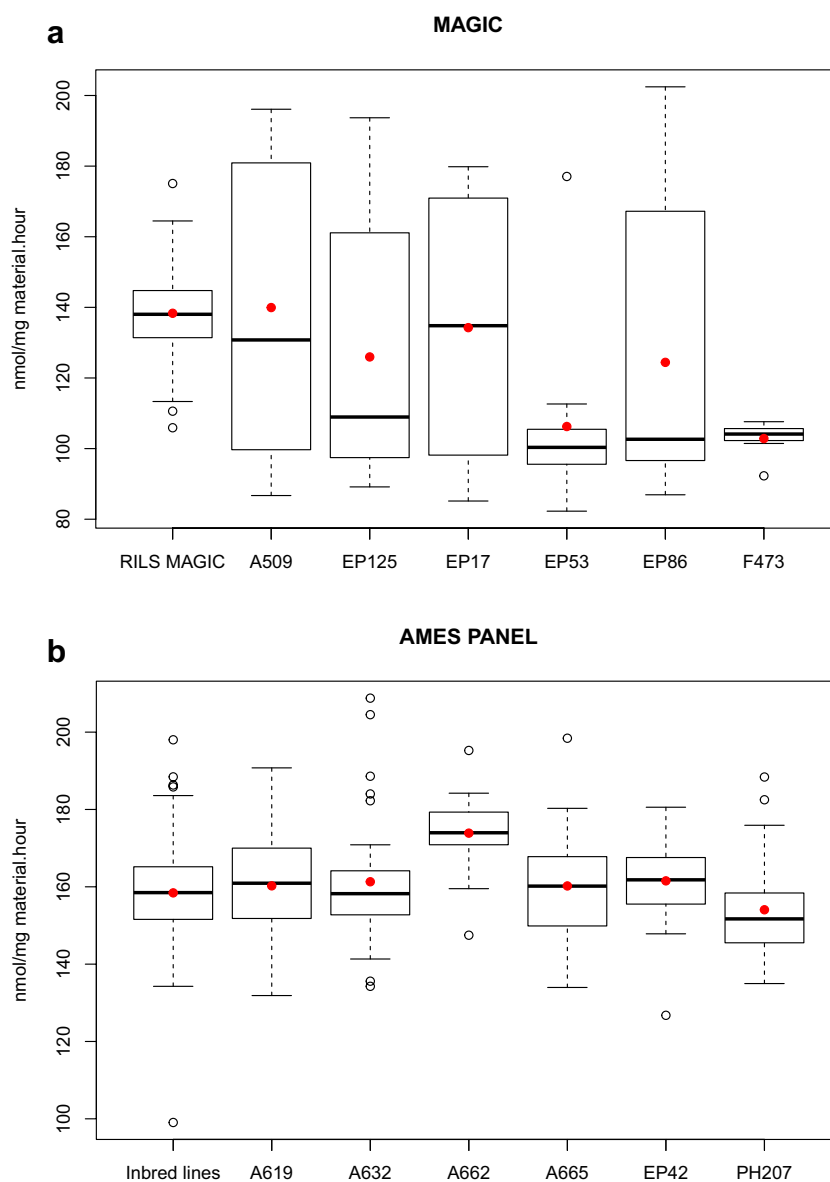 a
MAGIC
nmol/mg material.hour
200
180
160
140
120
100
80
RILS MAGIC A509 EP125 EP17 EP53 EP86 F473
b
AMES PANEL
nmol/mg material.hour
200
180
160
140
120
100
Inbred lines A619 A632 A662 A665 EP42 PH207